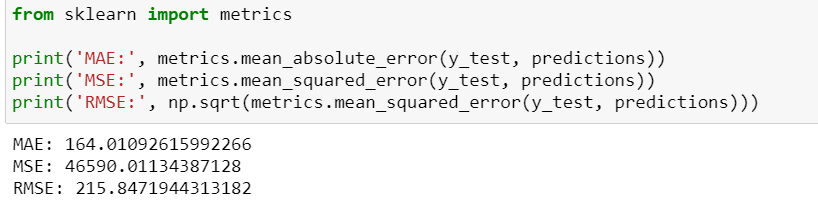 from sklearn import metrics
print('MAE:', metrics.mean_absolute_error(y_test, predictions))
print('MSE:', metrics.mean_squared_error(y_test, predictions))
print('RMSE:', np.sqrt(metrics.mean_squared_error(y_test, predictions)))
MAE: 164.01092615992266
MSE: 46590.01134387128
RMSE: 215.8471944313182